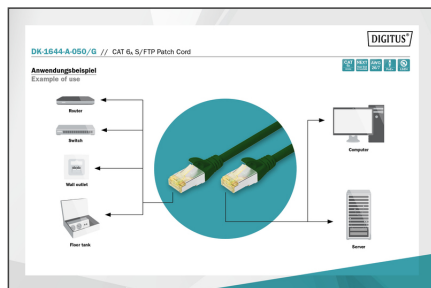 DIGITUS®
DK-1644-A-050/G // CAT 6A S/FTP Patch Cord
Anwendungsbeispiel
Example of use
Router
Switch
Wall outlet
Floor tank
Computer
Server